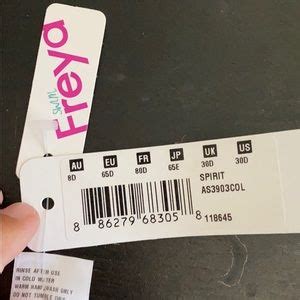 Freya
swim
AU EU FR JP UK US
8D 65D 80D 65E 30D 30D
SPIRIT
AS3903COL
8 86279 68305 8
118645
RINSE AFTER USE
IN COLD WATER
WARM HAND WASH ONLY
DO NOT TUMBLE DRY